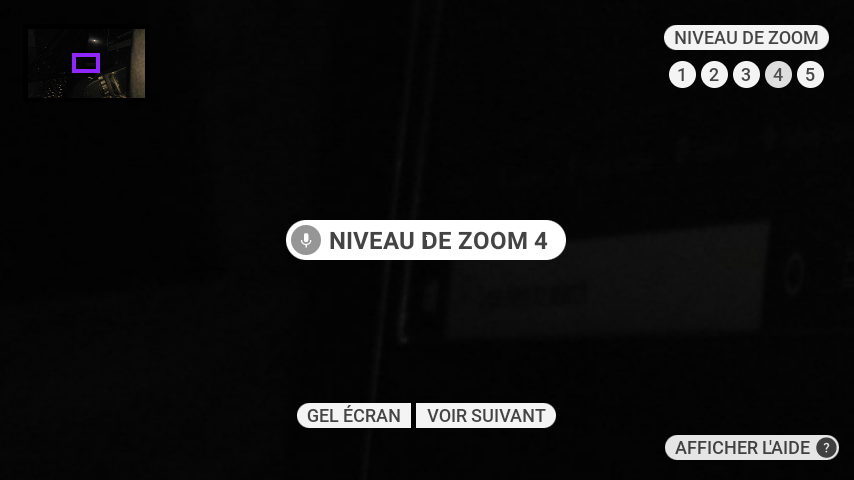 NIVEAU DE ZOOM
1 2 3 4 5
NIVEAU DE ZOOM 4
GEL ÉCRAN
VOIR SUIVANT
AFFICHER L'AIDE ?